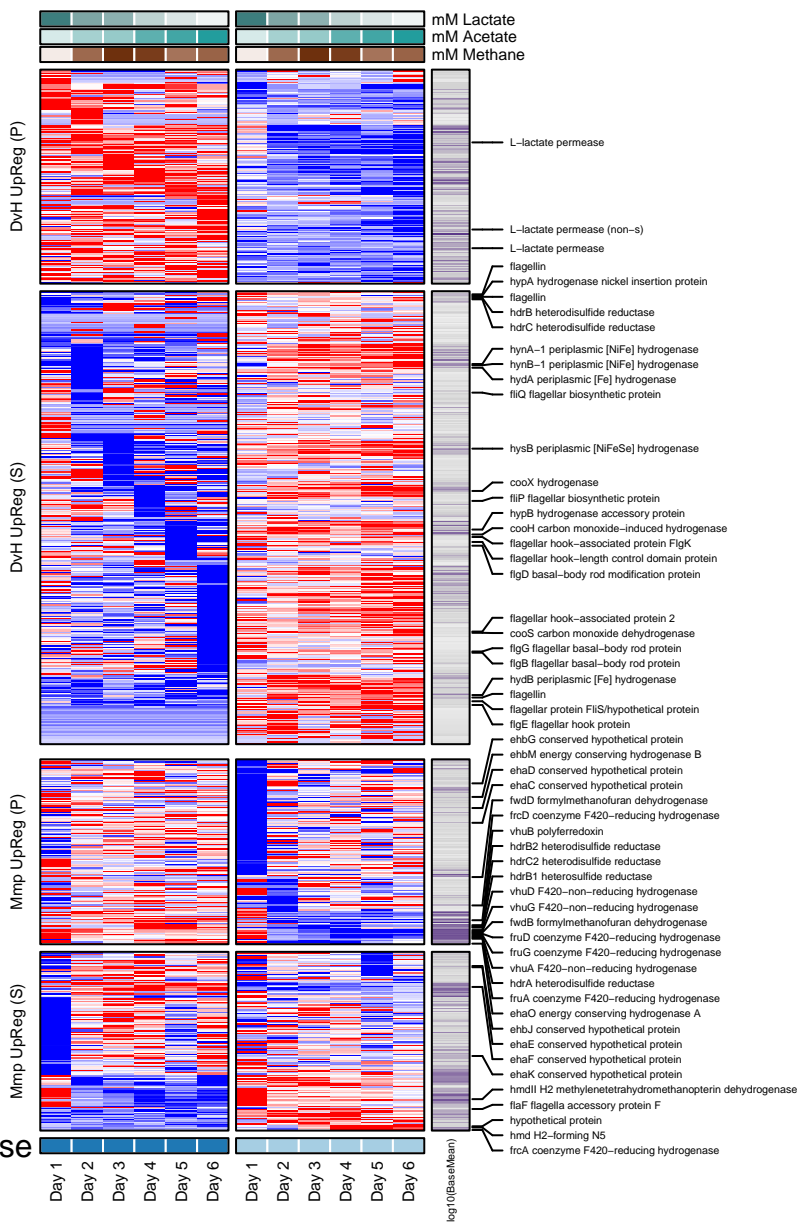 mM Lactate
mM Acetate
mM Methane
DvH UpReg (P)
DvH UpReg (S)
Mmp UpReg (P)
Mmp UpReg (S)
L−lactate permease
L−lactate permease (non−s)
L−lactate permease
flagellin
hypA hydrogenase nickel insertion protein
flagellin
hdrB heterodisulfide reductase
hdrC heterodisulfide reductase
hynA−1 periplasmic [NiFe] hydrogenase
hynB−1 periplasmic [NiFe] hydrogenase
hydA periplasmic [Fe] hydrogenase
fliQ flagellar biosynthetic protein
hysB periplasmic [NiFeSe] hydrogenase
cooX hydrogenase
fliP flagellar biosynthetic protein
hypB hydrogenase accessory protein
cooH carbon monoxide−induced hydrogenase
flagellar hook−associated protein FlgK
flagellar hook−length control domain protein
flgD basal−body rod modification protein
flagellar hook−associated protein 2
cooS carbon monoxide dehydrogenase
flgG flagellar basal−body rod protein
flgB flagellar basal−body rod protein
hydB periplasmic [Fe] hydrogenase
flagellin
flagellar protein FliS/hypothetical protein
flgE flagellar hook protein
ehbG conserved hypothetical protein
ehbM energy conserving hydrogenase B
ehaD conserved hypothetical protein
ehaC conserved hypothetical protein
fwdD formylmethanofuran dehydrogenase
frcD coenzyme F420−reducing hydrogenase
vhuB polyferredoxin
hdrB2 heterodisulfide reductase
hdrC2 heterodisulfide reductase
hdrB1 heterosulfide reductase
vhuD F420−non−reducing hydrogenase
vhuG F420−non−reducing hydrogenase
fwdB formylmethanofuran dehydrogenase
fruD coenzyme F420−reducing hydrogenase
fruG coenzyme F420−reducing hydrogenase
vhuA F420−non−reducing hydrogenase
hdrA heterodisulfide reductase
fruA coenzyme F420−reducing hydrogenase
ehaO energy conserving hydrogenase A
ehbJ conserved hypothetical protein
ehaE conserved hypothetical protein
ehaF conserved hypothetical protein
ehaK conserved hypothetical protein
hmdII H2 methylenetetrahydromethanopterin dehydrogenase
flaF flagella accessory protein F
hypothetical protein
hmd H2−forming N5
frcA coenzyme F420−reducing hydrogenase
se
Day 1
Day 2
Day 3
Day 4
Day 5
Day 6
Day 1
Day 2
Day 3
Day 4
Day 5
Day 6
log10(BaseMean)